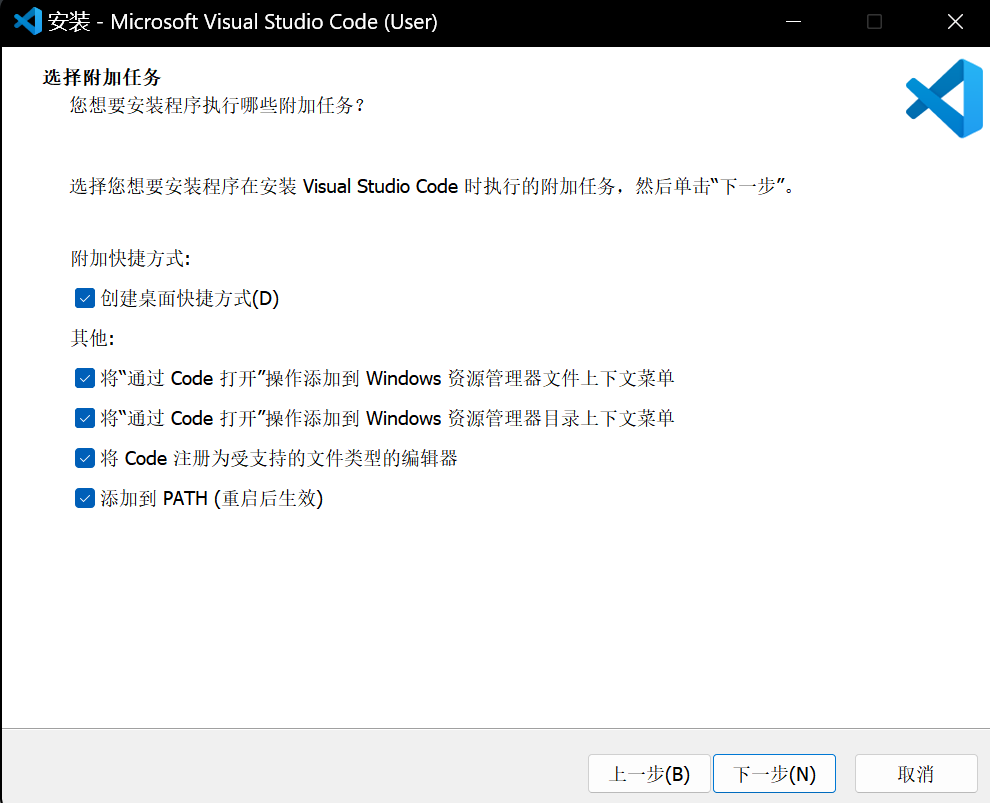 安装 - Microsoft Visual Studio Code (User)
选择附加任务
您想要安装程序执行哪些附加任务？
选择您想要安装程序在安装 Visual Studio Code 时执行的附加任务，然后单击“下一步”。
附加快捷方式:
创建桌面快捷方式(D)
其他:
将“通过 Code 打开”操作添加到 Windows 资源管理器文件上下文菜单
将“通过 Code 打开”操作添加到 Windows 资源管理器目录上下文菜单
将 Code 注册为受支持的文件类型的编辑器
添加到 PATH (重启后生效)
上一步(B) 下一步(N) 取消